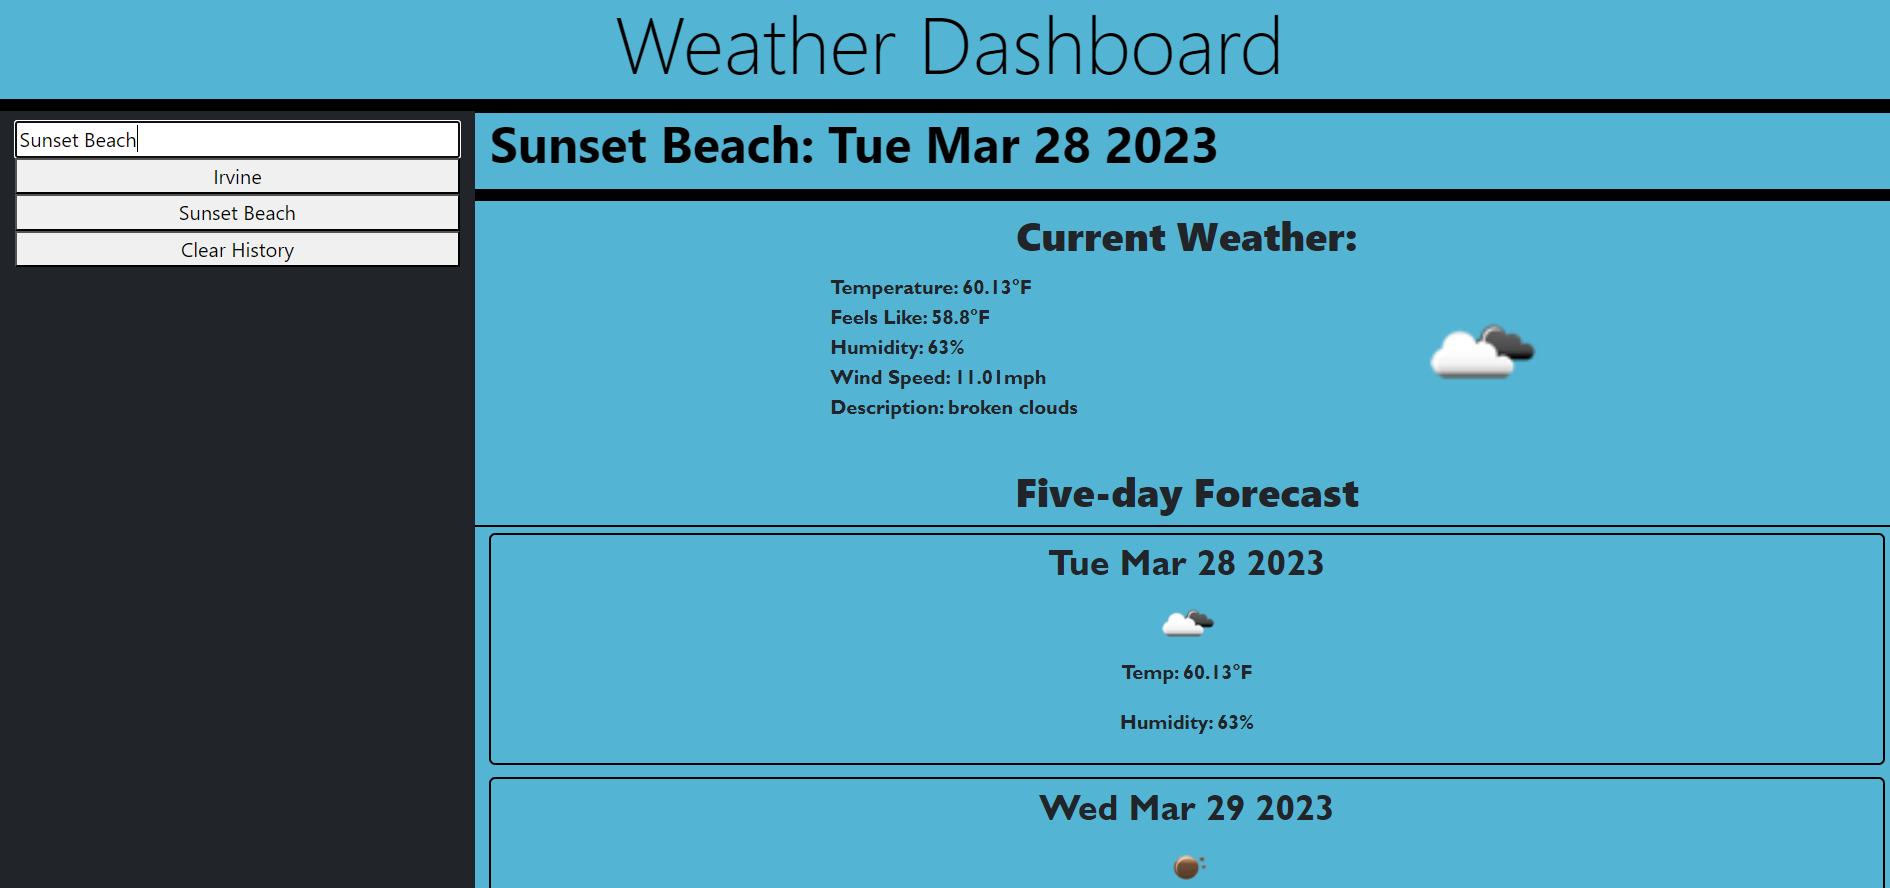 Weather Dashboard
Sunset Beach
Irvine
Sunset Beach
Clear History
Sunset Beach: Tue Mar 28 2023
Current Weather:
Temperature: 60.13°F
Feels Like: 58.8°F
Humidity: 63%
Wind Speed: 11.01mph
Description: broken clouds
Five-day Forecast
Tue Mar 28 2023
Temp: 60.13°F
Humidity: 63%
Wed Mar 29 2023